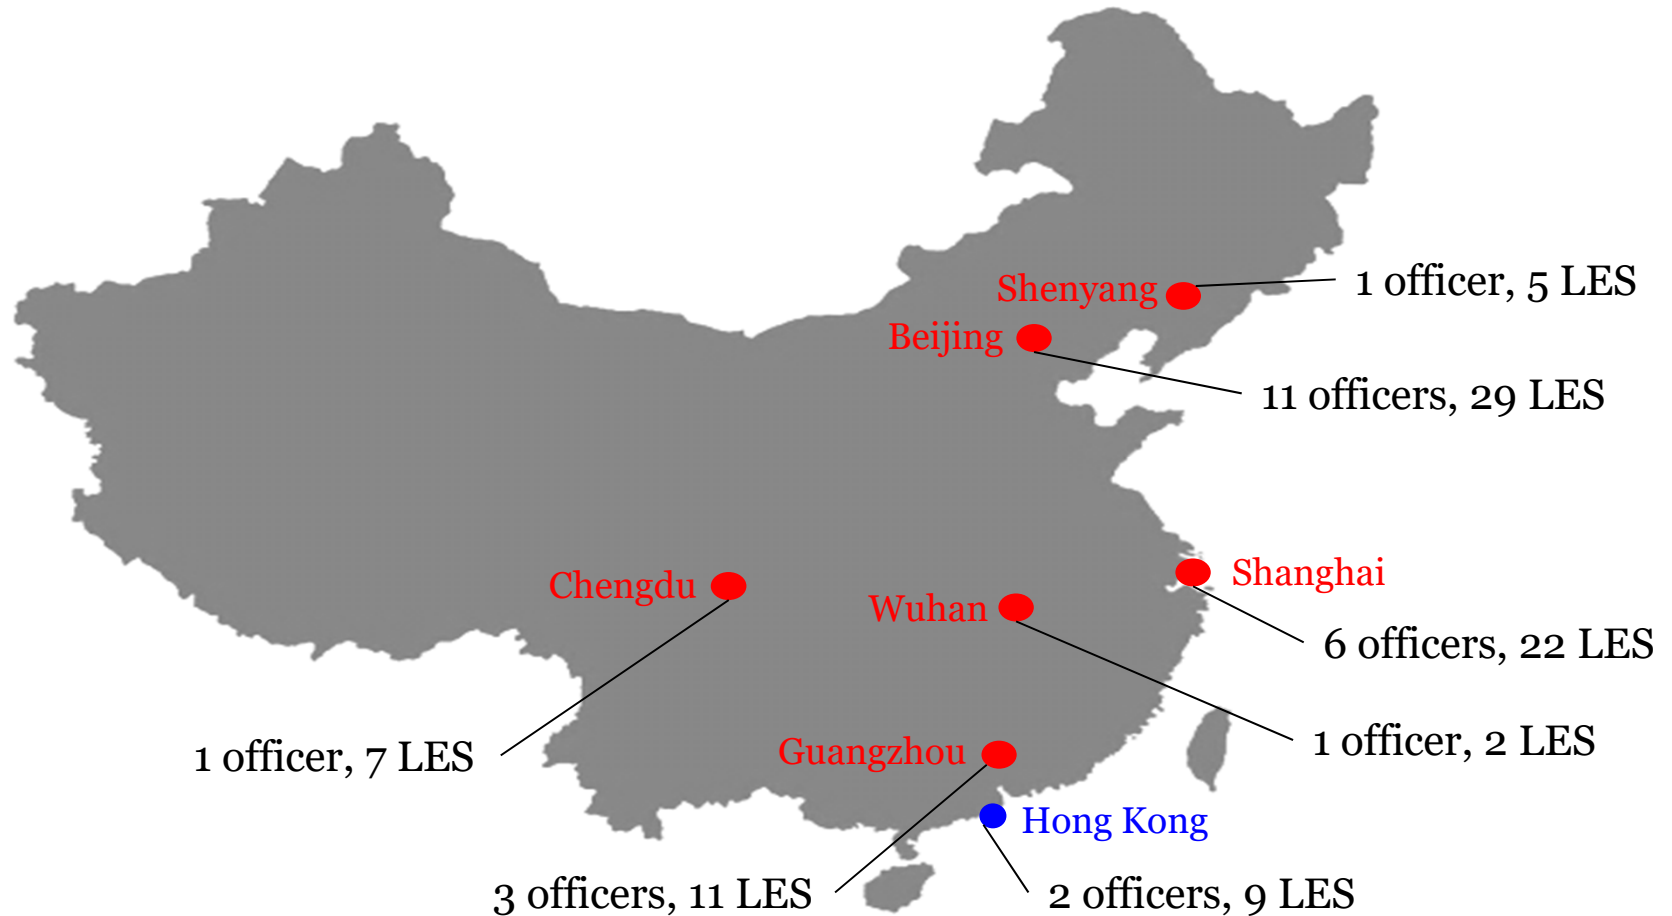 Shenyang
1 officer, 5 LES
Beijing
11 officers, 29 LES
Chengdu
Shanghai
Wuhan
6 officers, 22 LES
1 officer, 7 LES
Guangzhou
1 officer, 2 LES
Hong Kong
3 officers, 11 LES
2 officers, 9 LES